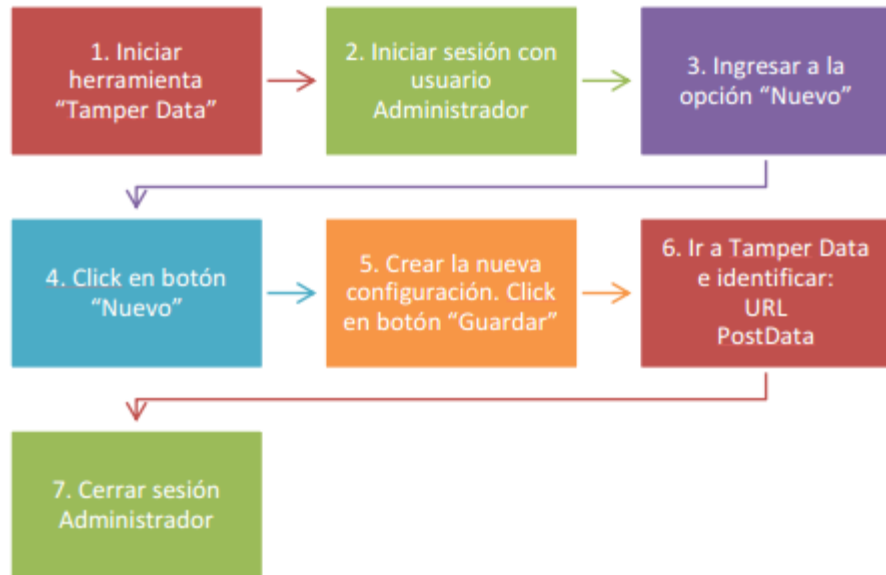 1. Iniciar
herramienta
“Tamper Data”
2. Iniciar sesión con
usuario
Administrador
3. Ingresar a la
opción “Nuevo”
4. Click en botón
“Nuevo”
5. Crear la nueva
configuración. Click
en botón “Guardar”
6. Ir a Tamper Data
e identificar:
URL
PostData
7. Cerrar sesión
Administrador